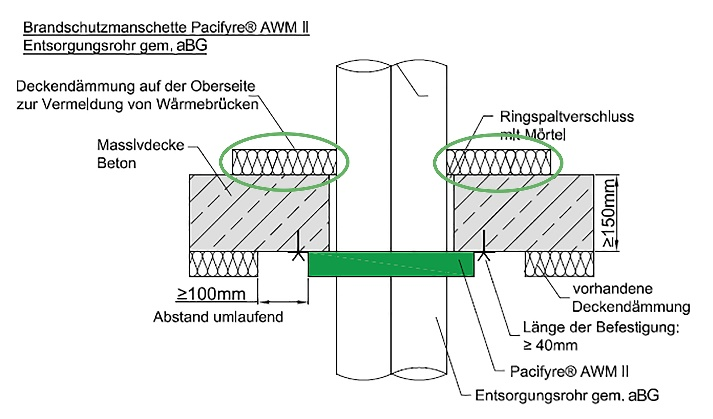 Brandschutzmanschette Pacifyre® AWM II
Entsorgungsrohr gem. aBG
Deckendämmung auf der Oberseite
zur Vermeldung von Wärmebrücken
Massivdecke
Beton
Ringspaltverschluss
mit Mörtel
≥150mm
≥100mm
Abstand umlaufend
vorhandene
Deckendämmung
Länge der Befestigung:
≥ 40mm
Pacifyre® AWM II
Entsorgungsrohr gem. aBG